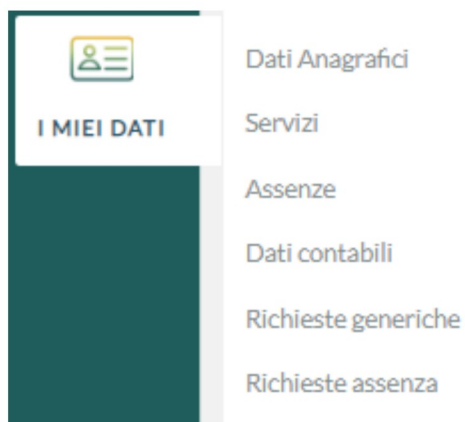 I MIEI DATI
Dati Anagrafici
Servizi
Assenze
Dati contabili
Richieste generiche
Richieste assenza